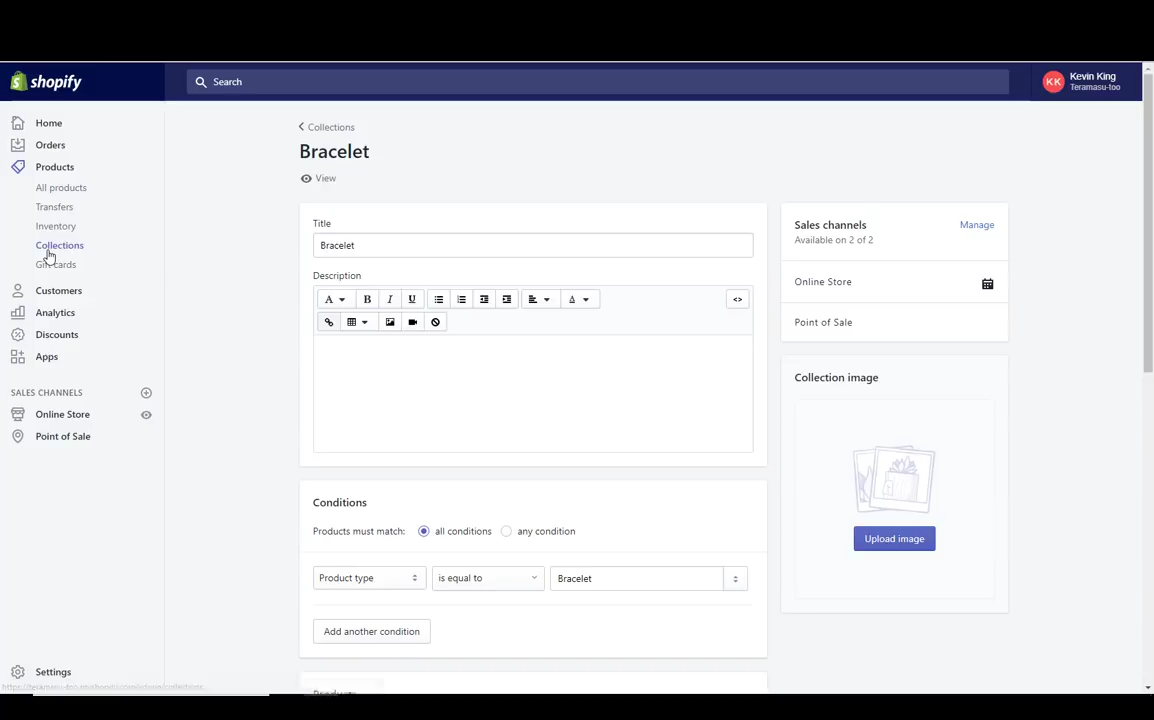 shopify
Search
KK
Kevin King
Teramasu-too
Home
Orders
Products
All products
Transfers
Inventory
Collections
Gift cards
Customers
Analytics
Discounts
Apps
SALES CHANNELS
Online Store
Point of Sale
Settings
Collections
Bracelet
View
Title
Bracelet
Description
A B I U A <>
Conditions
Products must match: all conditions any condition
Product type is equal to Bracelet
Add another condition
Sales channels Manage
Available on 2 of 2
Online Store
Point of Sale
Collection image
Upload image